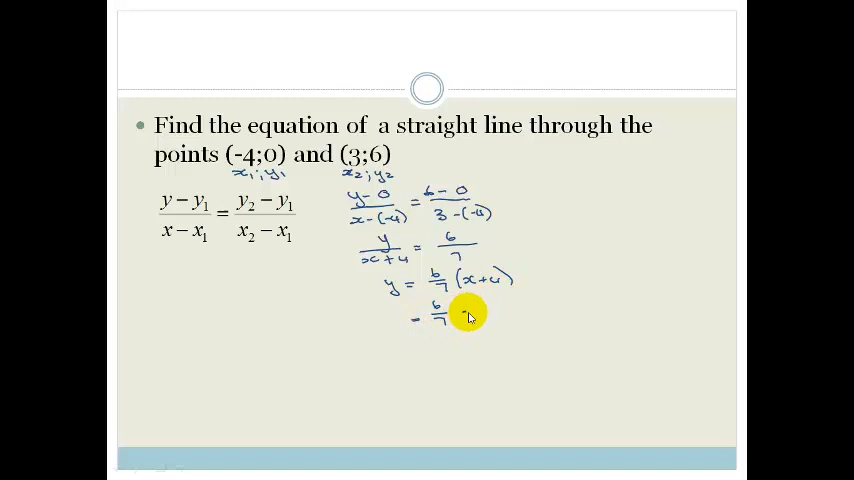 Find the equation of a straight line through the
points (-4;0) and (3;6)
x₁;y₁ x₂;y₂
(y − y₁)/(x − x₁) = (y₂ − y₁)/(x₂ − x₁)
(y − 0)/(x − (-4)) = (6 − 0)/(3 − (-4))
y/(x + 4) = 6/7
y = 6/7 (x+4)
= 6/7